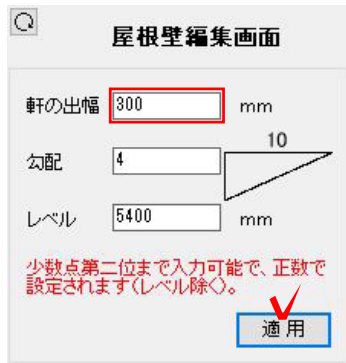 屋根壁編集画面
軒の出幅 300 mm
勾配 4 10
レベル 5400 mm
少数点第二位まで入力可能で、正数で
設定されます(レベル除く)。
適用